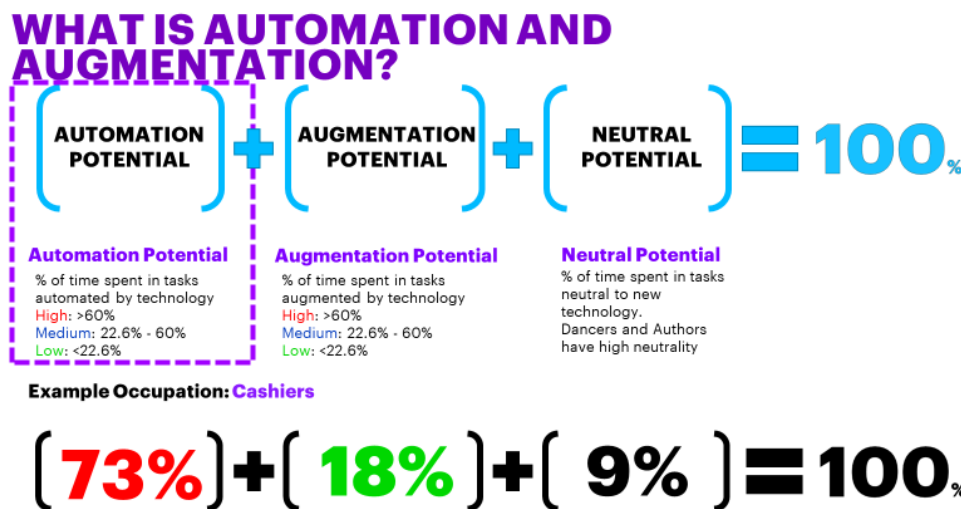 WHAT IS AUTOMATION AND
AUGMENTATION?
AUTOMATION
POTENTIAL
+
AUGMENTATION
POTENTIAL
+
NEUTRAL
POTENTIAL
= 100%
Automation Potential
% of time spent in tasks
automated by technology
High: >60%
Medium: 22.6% - 60%
Low: <22.6%
Augmentation Potential
% of time spent in tasks
augmented by technology
High: >60%
Medium: 22.6% - 60%
Low: <22.6%
Neutral Potential
% of time spent in tasks
neutral to new
technology.
Dancers and Authors
have high neutrality
Example Occupation: Cashiers
(73%) + (18%) + (9%) = 100%